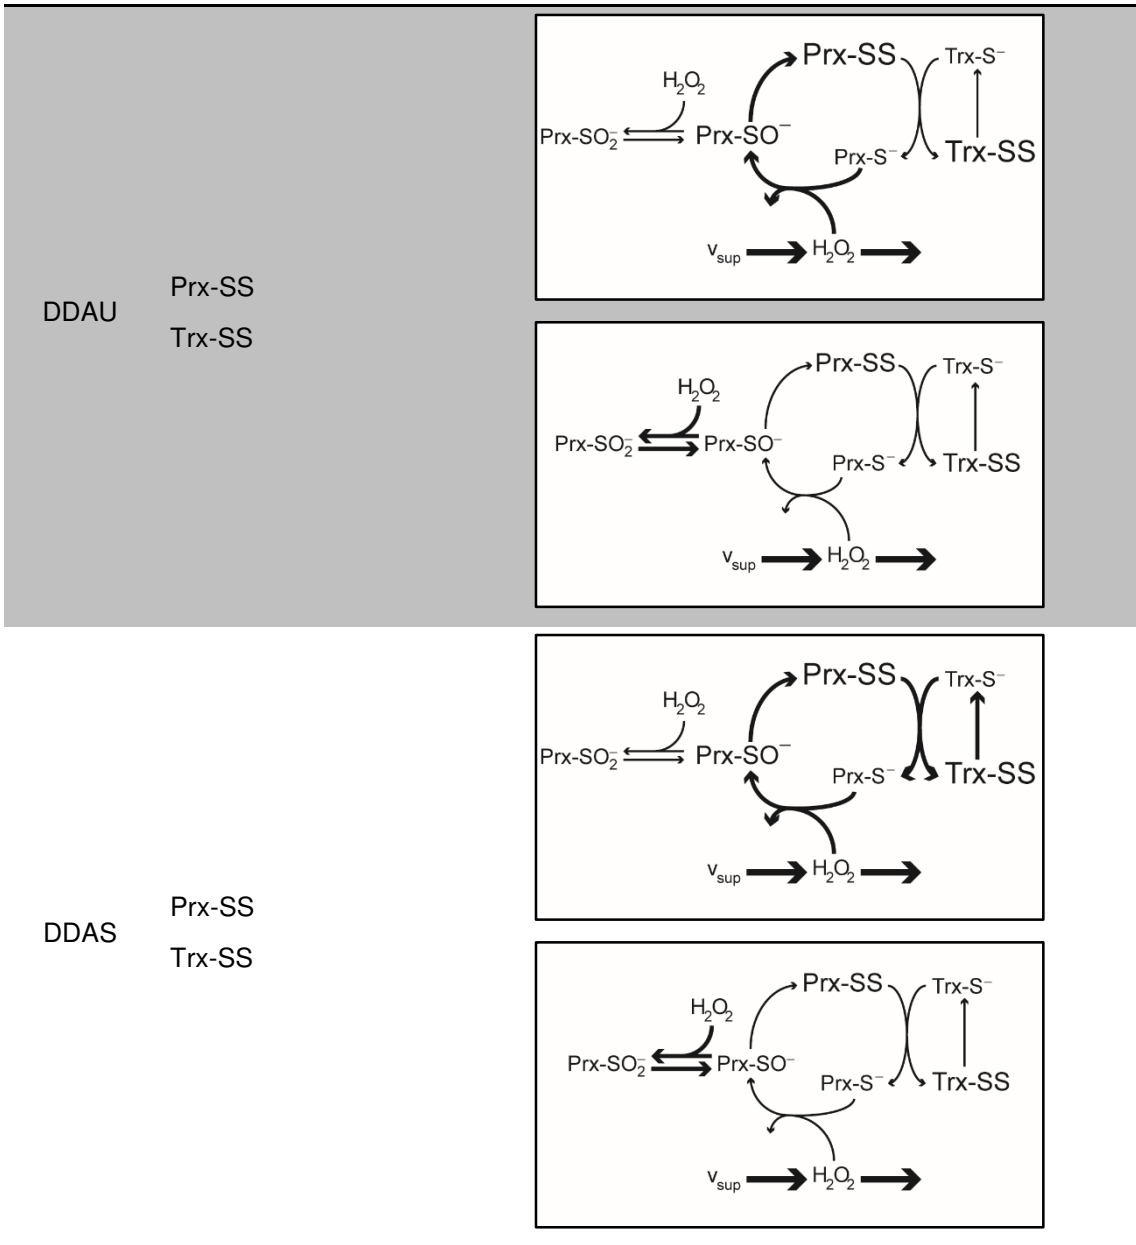 DDAU
Prx-SS
Trx-SS
Prx-SS Trx-S⁻
H₂O₂
Prx-SO₂⁻ Prx-SO⁻
Prx-S⁻ Trx-SS
v_sup H₂O₂
Prx-SS Trx-S⁻
H₂O₂
Prx-SO₂⁻ Prx-SO⁻
Prx-S⁻ Trx-SS
v_sup H₂O₂
DDAS
Prx-SS
Trx-SS
Prx-SS Trx-S⁻
H₂O₂
Prx-SO₂⁻ Prx-SO⁻
Prx-S⁻ Trx-SS
v_sup H₂O₂
Prx-SS Trx-S⁻
H₂O₂
Prx-SO₂⁻ Prx-SO⁻
Prx-S⁻ Trx-SS
v_sup H₂O₂